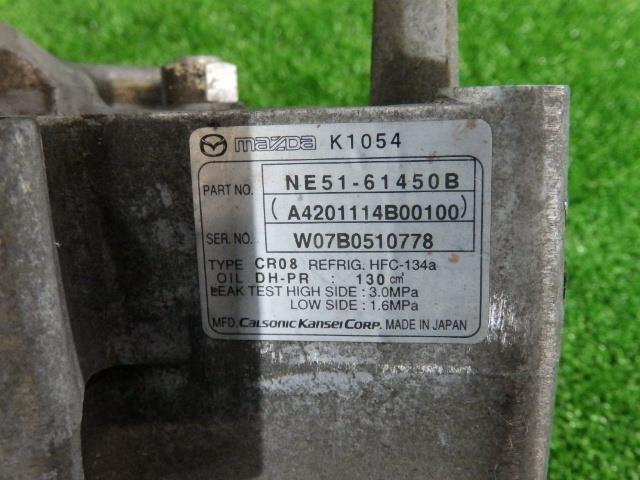 mazda K1054
PART NO. NE51-61450B
(A4201114B00100)
SER. NO. W07B0510778
TYPE CR08 REFRIG. HFC-134a
OIL DH-PR : 130 cm³
LEAK TEST HIGH SIDE : 3.0MPa
LOW SIDE : 1.6MPa
MFD. CALSONIC KANSEI CORP. MADE IN JAPAN